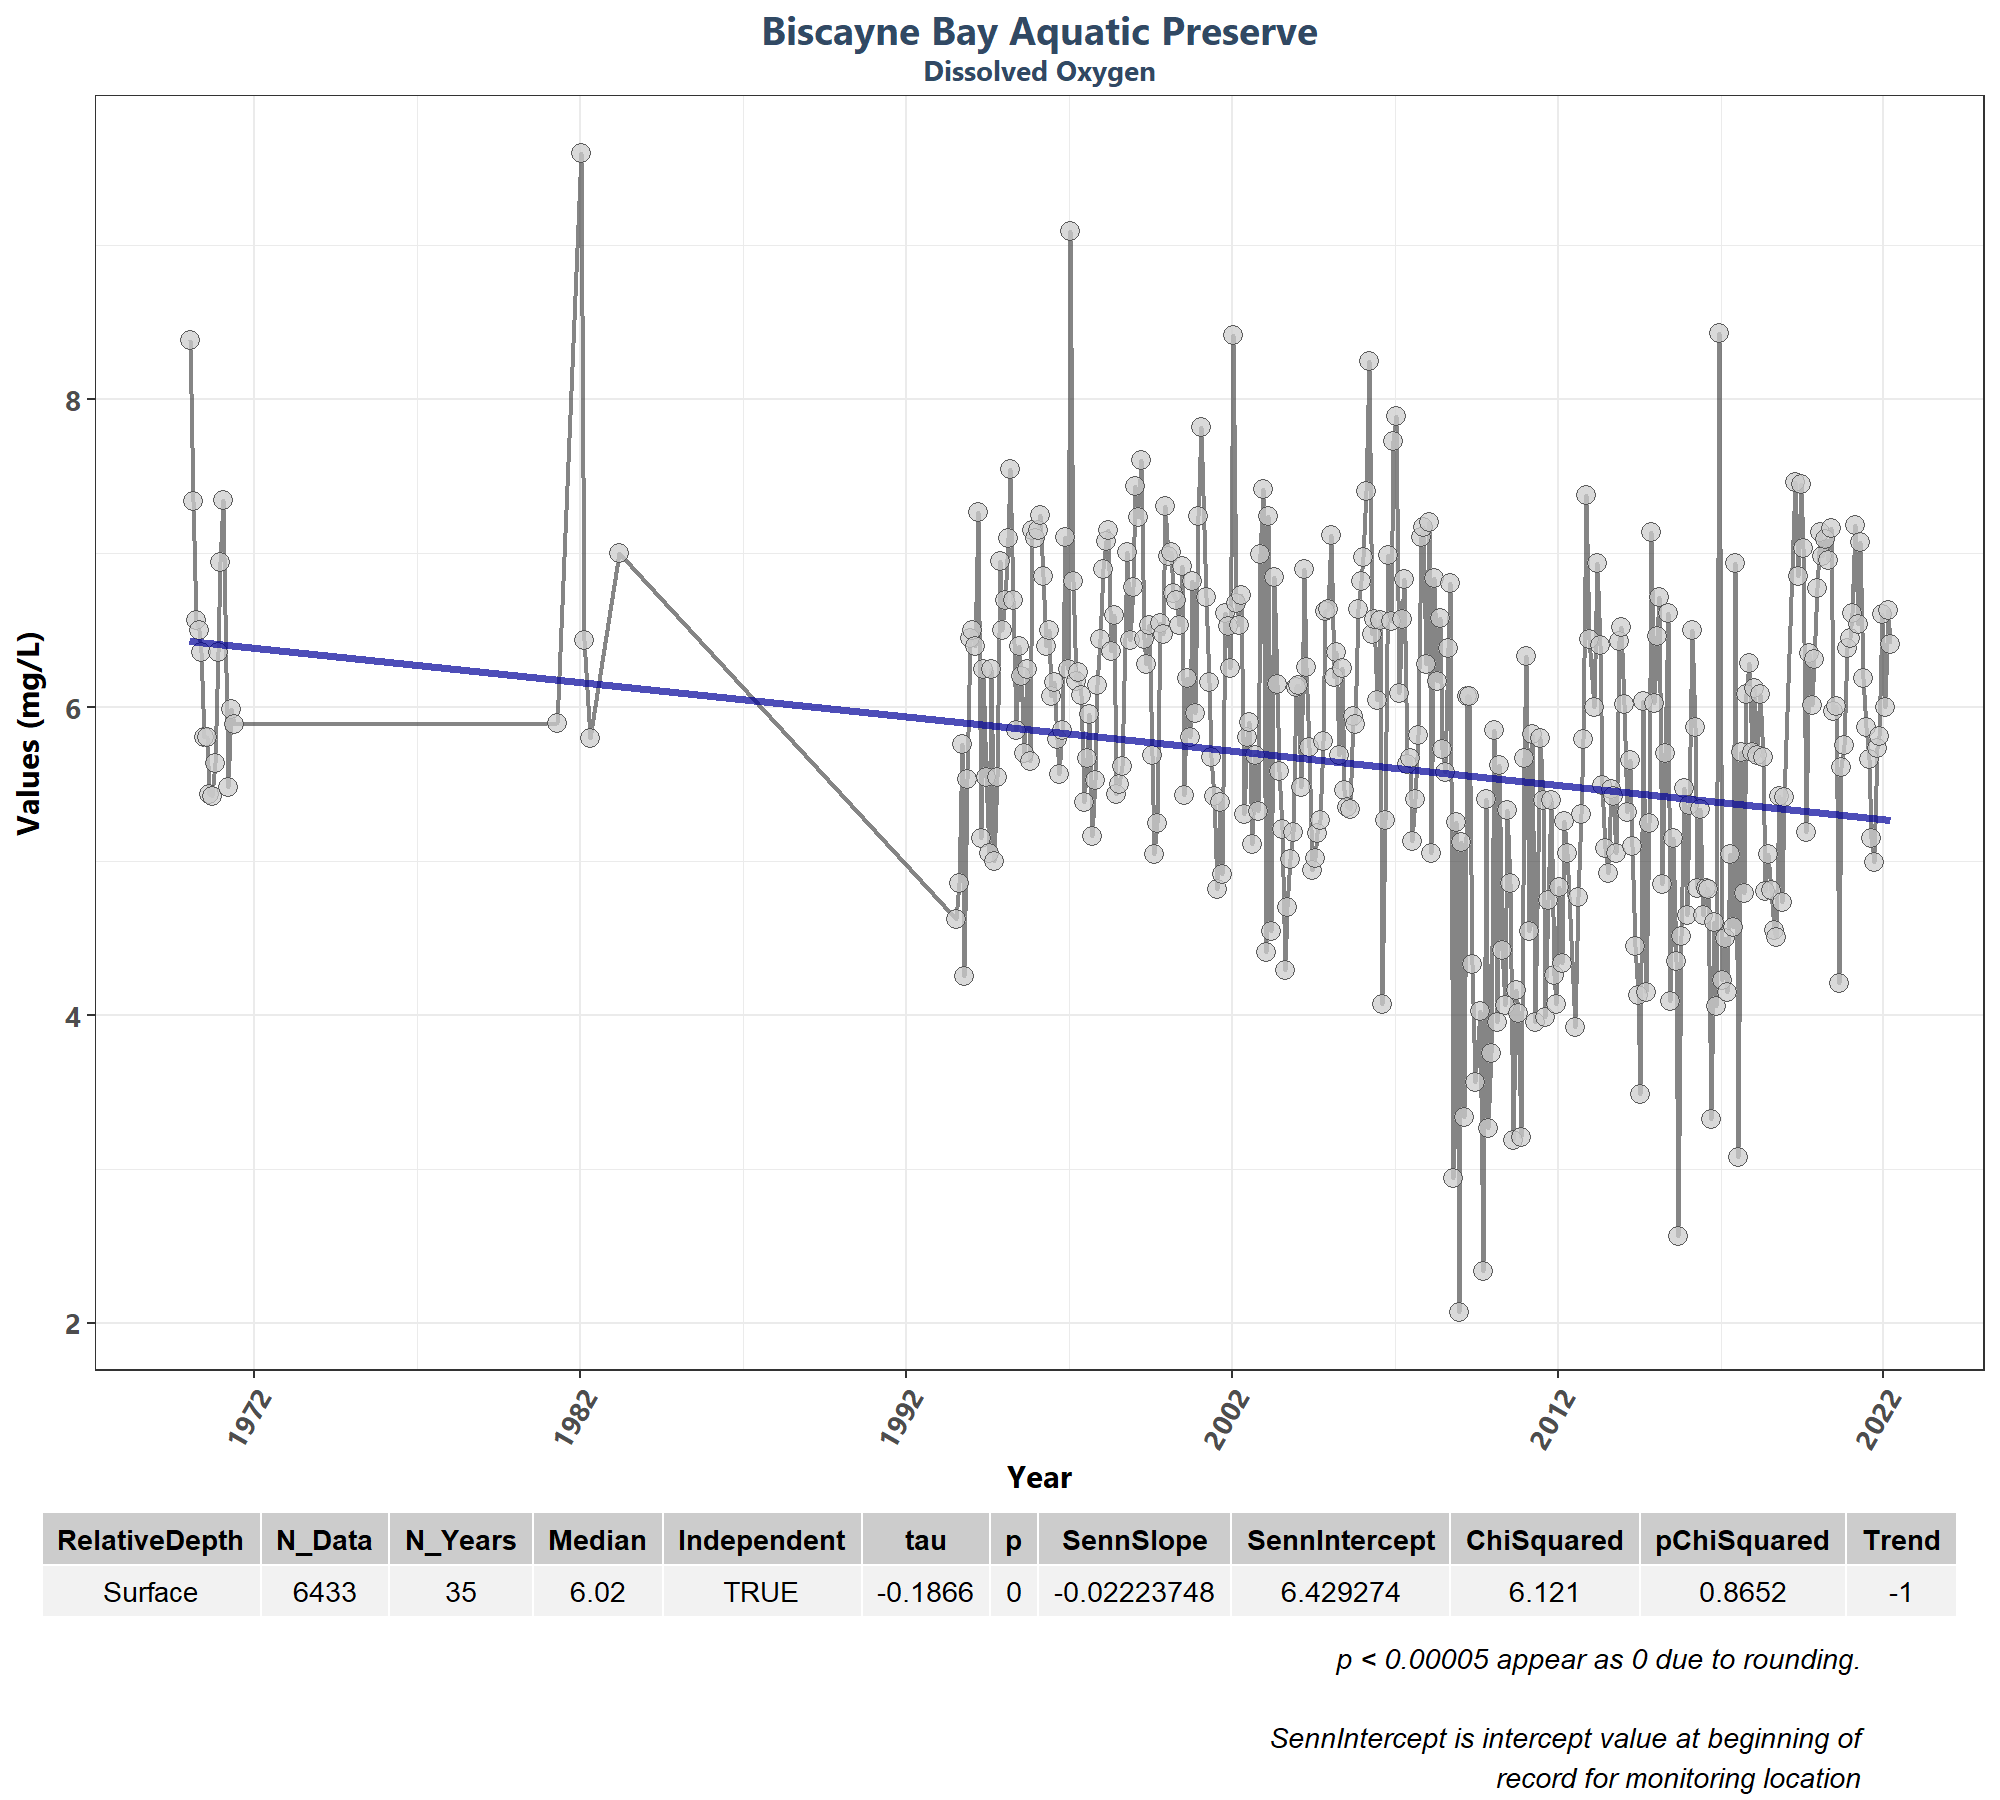 Biscayne Bay Aquatic Preserve
Dissolved Oxygen
Values (mg/L)
8
6
4
2
1972
1982
1992
2002
2012
2022
Year
RelativeDepth N_Data N_Years Median Independent tau p SennSlope SennIntercept ChiSquared pChiSquared Trend
Surface 6433 35 6.02 TRUE -0.1866 0 -0.02223748 6.429274 6.121 0.8652 -1
p < 0.00005 appear as 0 due to rounding.
SennIntercept is intercept value at beginning of
record for monitoring location